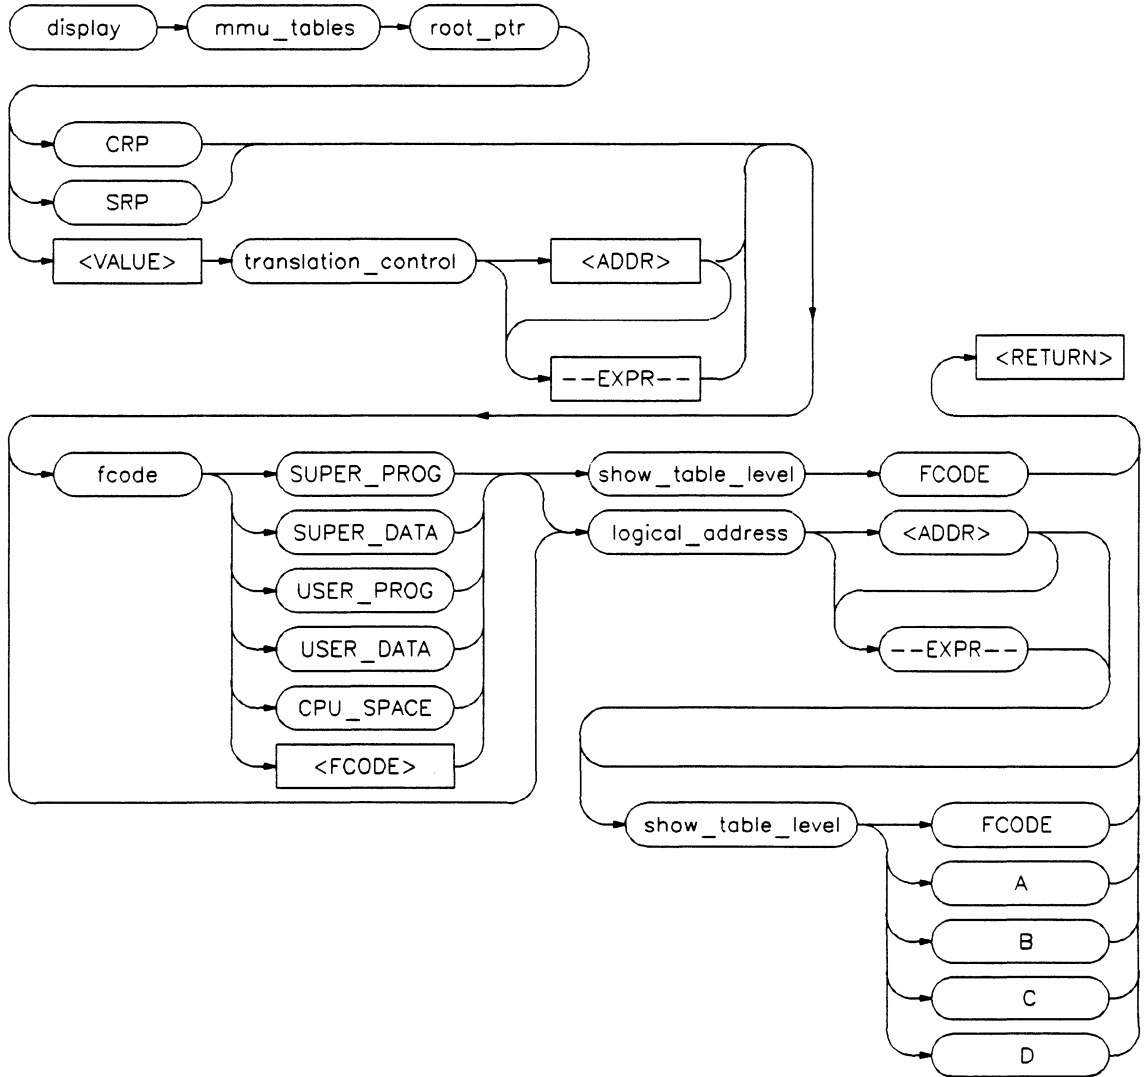 display mmu_tables root_ptr
CRP
SRP
<VALUE> translation_control <ADDR>
--EXPR--
<RETURN>
fcode SUPER_PROG show_table_level FCODE
SUPER_DATA logical_address <ADDR>
USER_PROG
USER_DATA --EXPR--
CPU_SPACE
<FCODE>
show_table_level FCODE
A
B
C
D